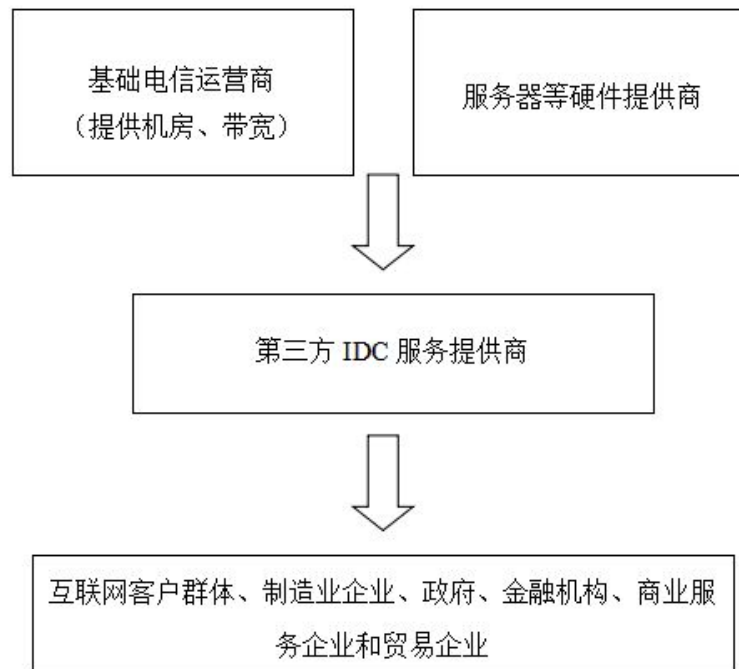 基础电信运营商
（提供机房、带宽）
服务器等硬件提供商
第三方 IDC 服务提供商
互联网客户群体、制造业企业、政府、金融机构、商业服
务企业和贸易企业